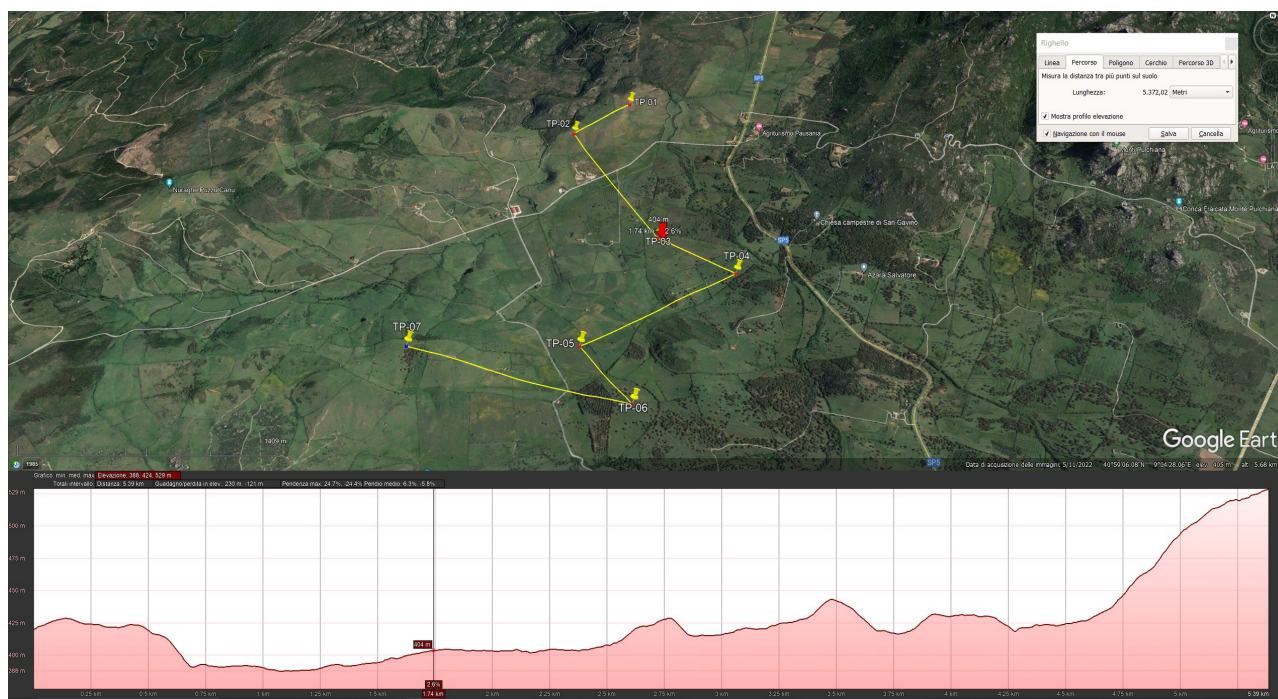 Righello
Linea Percorso Poligono Cerchio Percorso 3D
Misura la distanza tra più punti sul suolo
Lunghezza: 5.372,02 Metri
Mostra profilo elevazione
Navigazione con il mouse Salva Cancella
SP5
TP-01
TP-02
Agriturismo Pausania
Agriturismo
Nuraghe Pozzu Canu
Conca Fraicata Monte Pulchiana
404 m
Chiesa campestre di San Gavino
TP-03
SP5
TP-04
Azara Salvatore
TP-07
TP-05
TP-06
1409 m
Google Eart
1985
SP5
Data di acquisizione delle immagini: 5/11/2022 40°59'06.08"N 9°04'28.06"E elev 405 m alt 5.68 km
Grafico: min, med, max Elevazione: 388, 424, 529 m
Totali intervallo: Distanza: 5.39 km Guadagno/perdita in elev.: 230 m, -121 m Pendenza max: 24.7%, -24.4% Pendio medio: 6.3%, -5.8%
529 m
500 m
475 m
450 m
425 m
404 m
400 m
2.6%
0.25 km 0.5 km 0.75 km 1 km 1.25 km 1.5 km 1.74 km 2 km 2.25 km 2.5 km 2.75 km 3 km 3.25 km 3.5 km 3.75 km 4 km 4.25 km 4.5 km 4.75 km 5 km 5.39 km